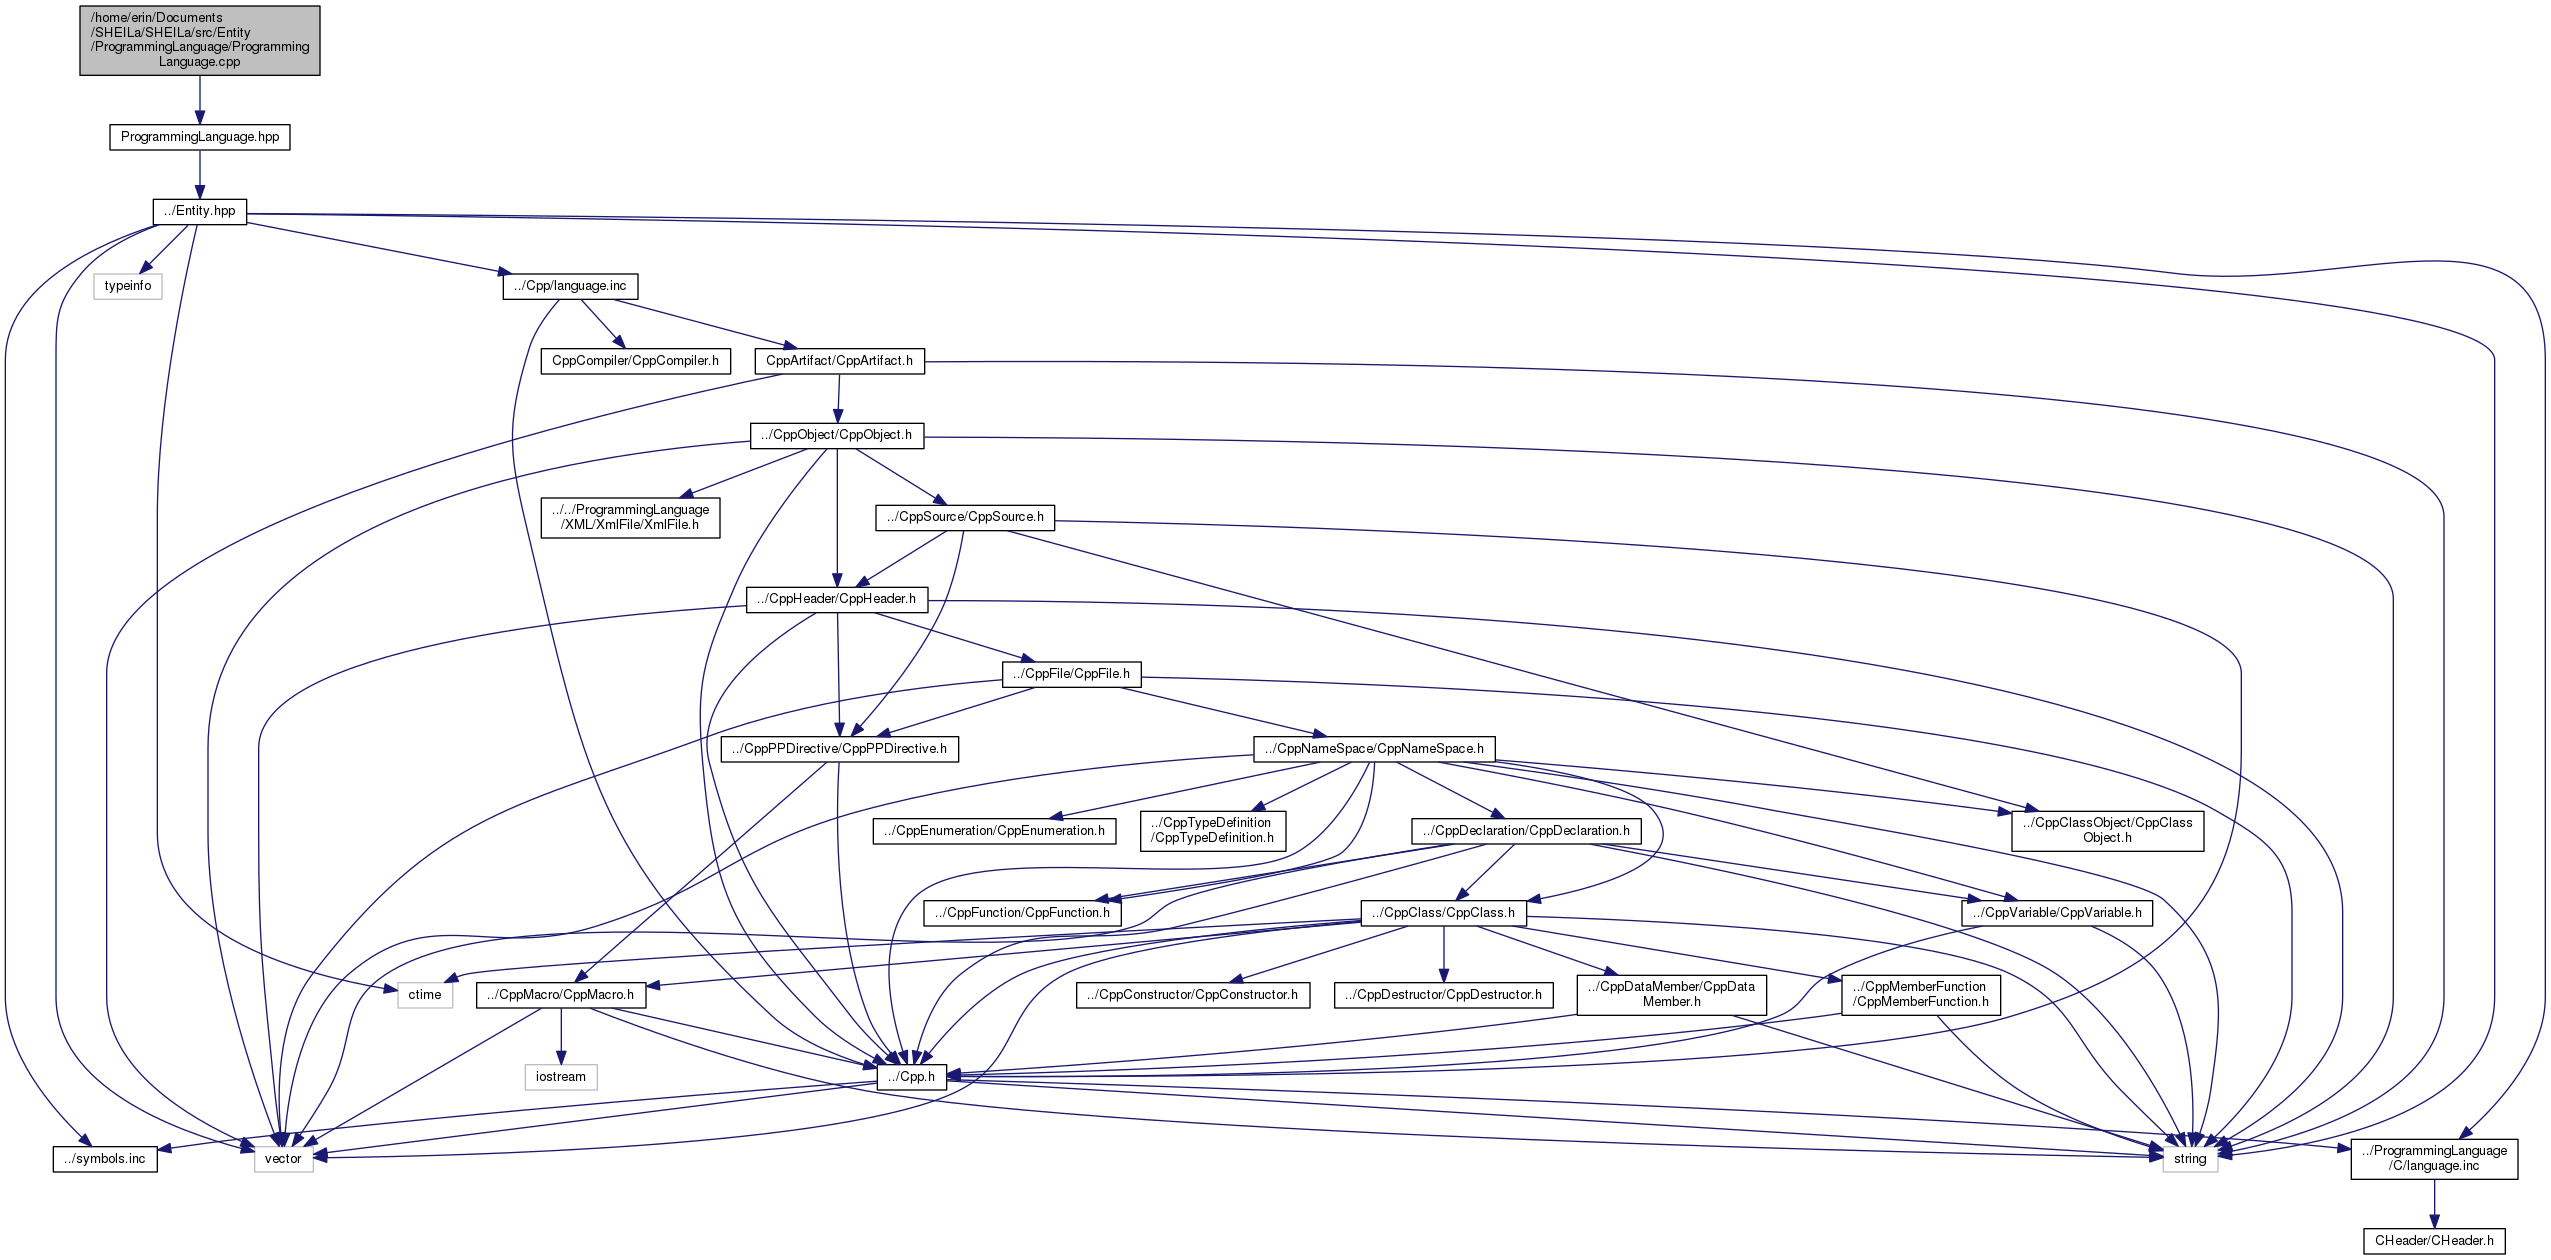 /home/erin/Documents
/SHEILa/SHEILa/src/Entity
/ProgrammingLanguage/Programming
Language.cpp
ProgrammingLanguage.hpp
../Entity.hpp
typeinfo
../Cpp/language.inc
CppCompiler/CppCompiler.h
CppArtifact/CppArtifact.h
../CppObject/CppObject.h
../../ProgrammingLanguage
/XML/XmlFile/XmlFile.h
../CppSource/CppSource.h
../CppHeader/CppHeader.h
../CppFile/CppFile.h
../CppPPDirective/CppPPDirective.h
../CppNameSpace/CppNameSpace.h
../CppEnumeration/CppEnumeration.h
../CppTypeDefinition
/CppTypeDefinition.h
../CppDeclaration/CppDeclaration.h
../CppClassObject/CppClass
Object.h
../CppFunction/CppFunction.h
../CppClass/CppClass.h
../CppVariable/CppVariable.h
ctime
../CppMacro/CppMacro.h
../CppConstructor/CppConstructor.h
../CppDestructor/CppDestructor.h
../CppDataMember/CppData
Member.h
../CppMemberFunction
/CppMemberFunction.h
iostream
../Cpp.h
../symbols.inc
vector
string
../ProgrammingLanguage
/C/language.inc
CHeader/CHeader.h